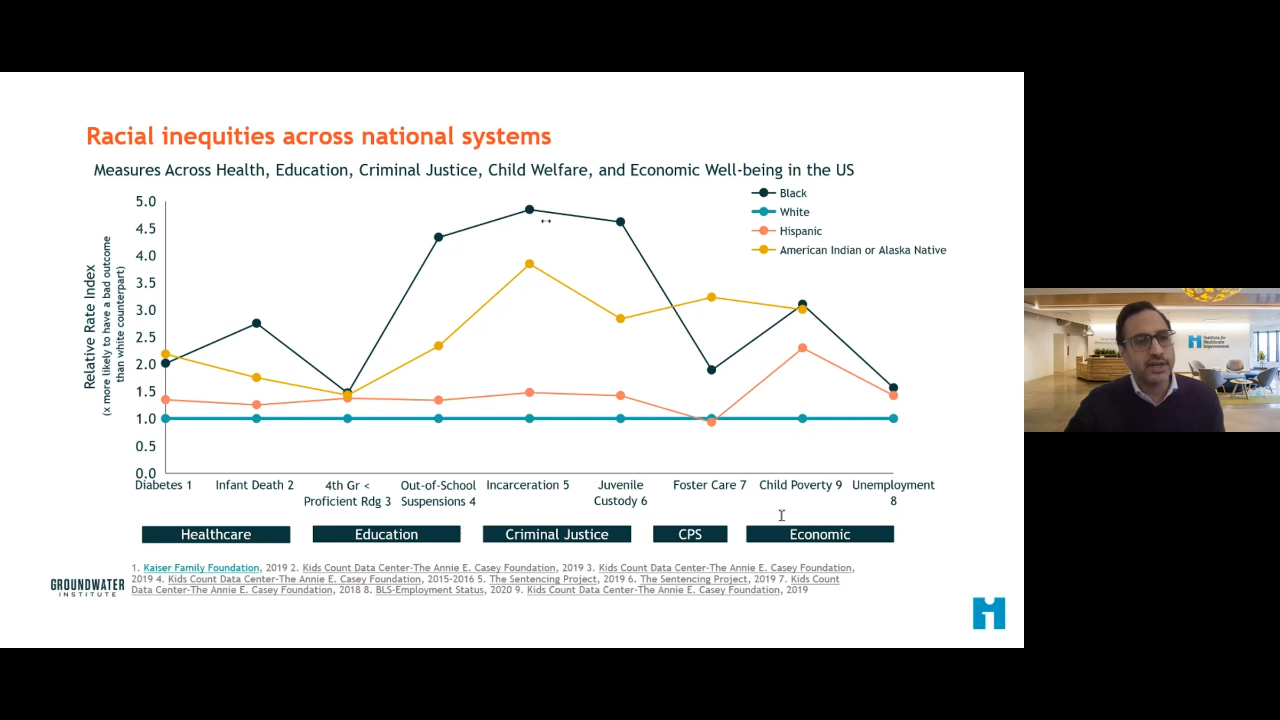 Racial inequities across national systems
Measures Across Health, Education, Criminal Justice, Child Welfare, and Economic Well-being in the US
Relative Rate Index
(x more likely to have a bad outcome
than white counterpart)
5.0
4.5
4.0
3.5
3.0
2.5
2.0
1.5
1.0
0.5
0.0
Black
White
Hispanic
American Indian or Alaska Native
Diabetes 1
Infant Death 2
4th Gr <
Proficient Rdg 3
Out-of-School
Suspensions 4
Incarceration 5
Juvenile
Custody 6
Foster Care 7
Child Poverty 9
Unemployment
8
Healthcare
Education
Criminal Justice
CPS
Economic
1. Kaiser Family Foundation, 2019 2. Kids Count Data Center-The Annie E. Casey Foundation, 2019 3. Kids Count Data Center-The Annie E. Casey Foundation,
2019 4. Kids Count Data Center-The Annie E. Casey Foundation, 2015-2016 5. The Sentencing Project, 2019 6. The Sentencing Project, 2019 7. Kids Count
Data Center-The Annie E. Casey Foundation, 2018 8. BLS-Employment Status, 2020 9. Kids Count Data Center-The Annie E. Casey Foundation, 2019
GROUNDWATER
INSTITUTE
Institute for
Healthcare
Improvement